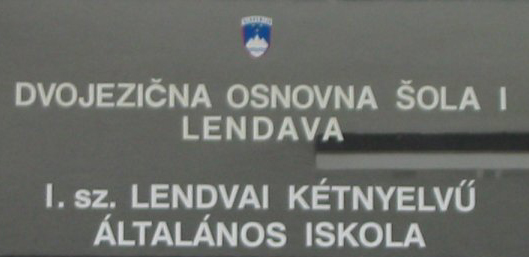 DVOJEZIČNA OSNOVNA ŠOLA I
LENDAVA
I. sz. LENDVAI KÉTNYELVŰ
ÁLTALÁNOS ISKOLA